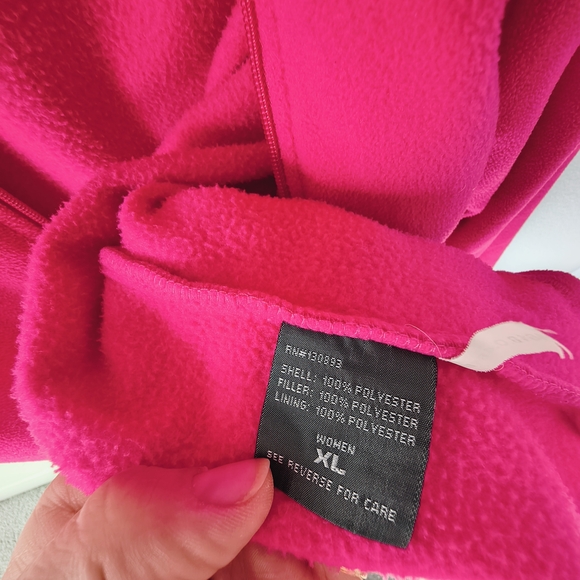 RN#130893
SHELL: 100% POLYESTER
FILLER: 100% POLYESTER
LINING: 100% POLYESTER
WOMEN
XL
SEE REVERSE FOR CARE